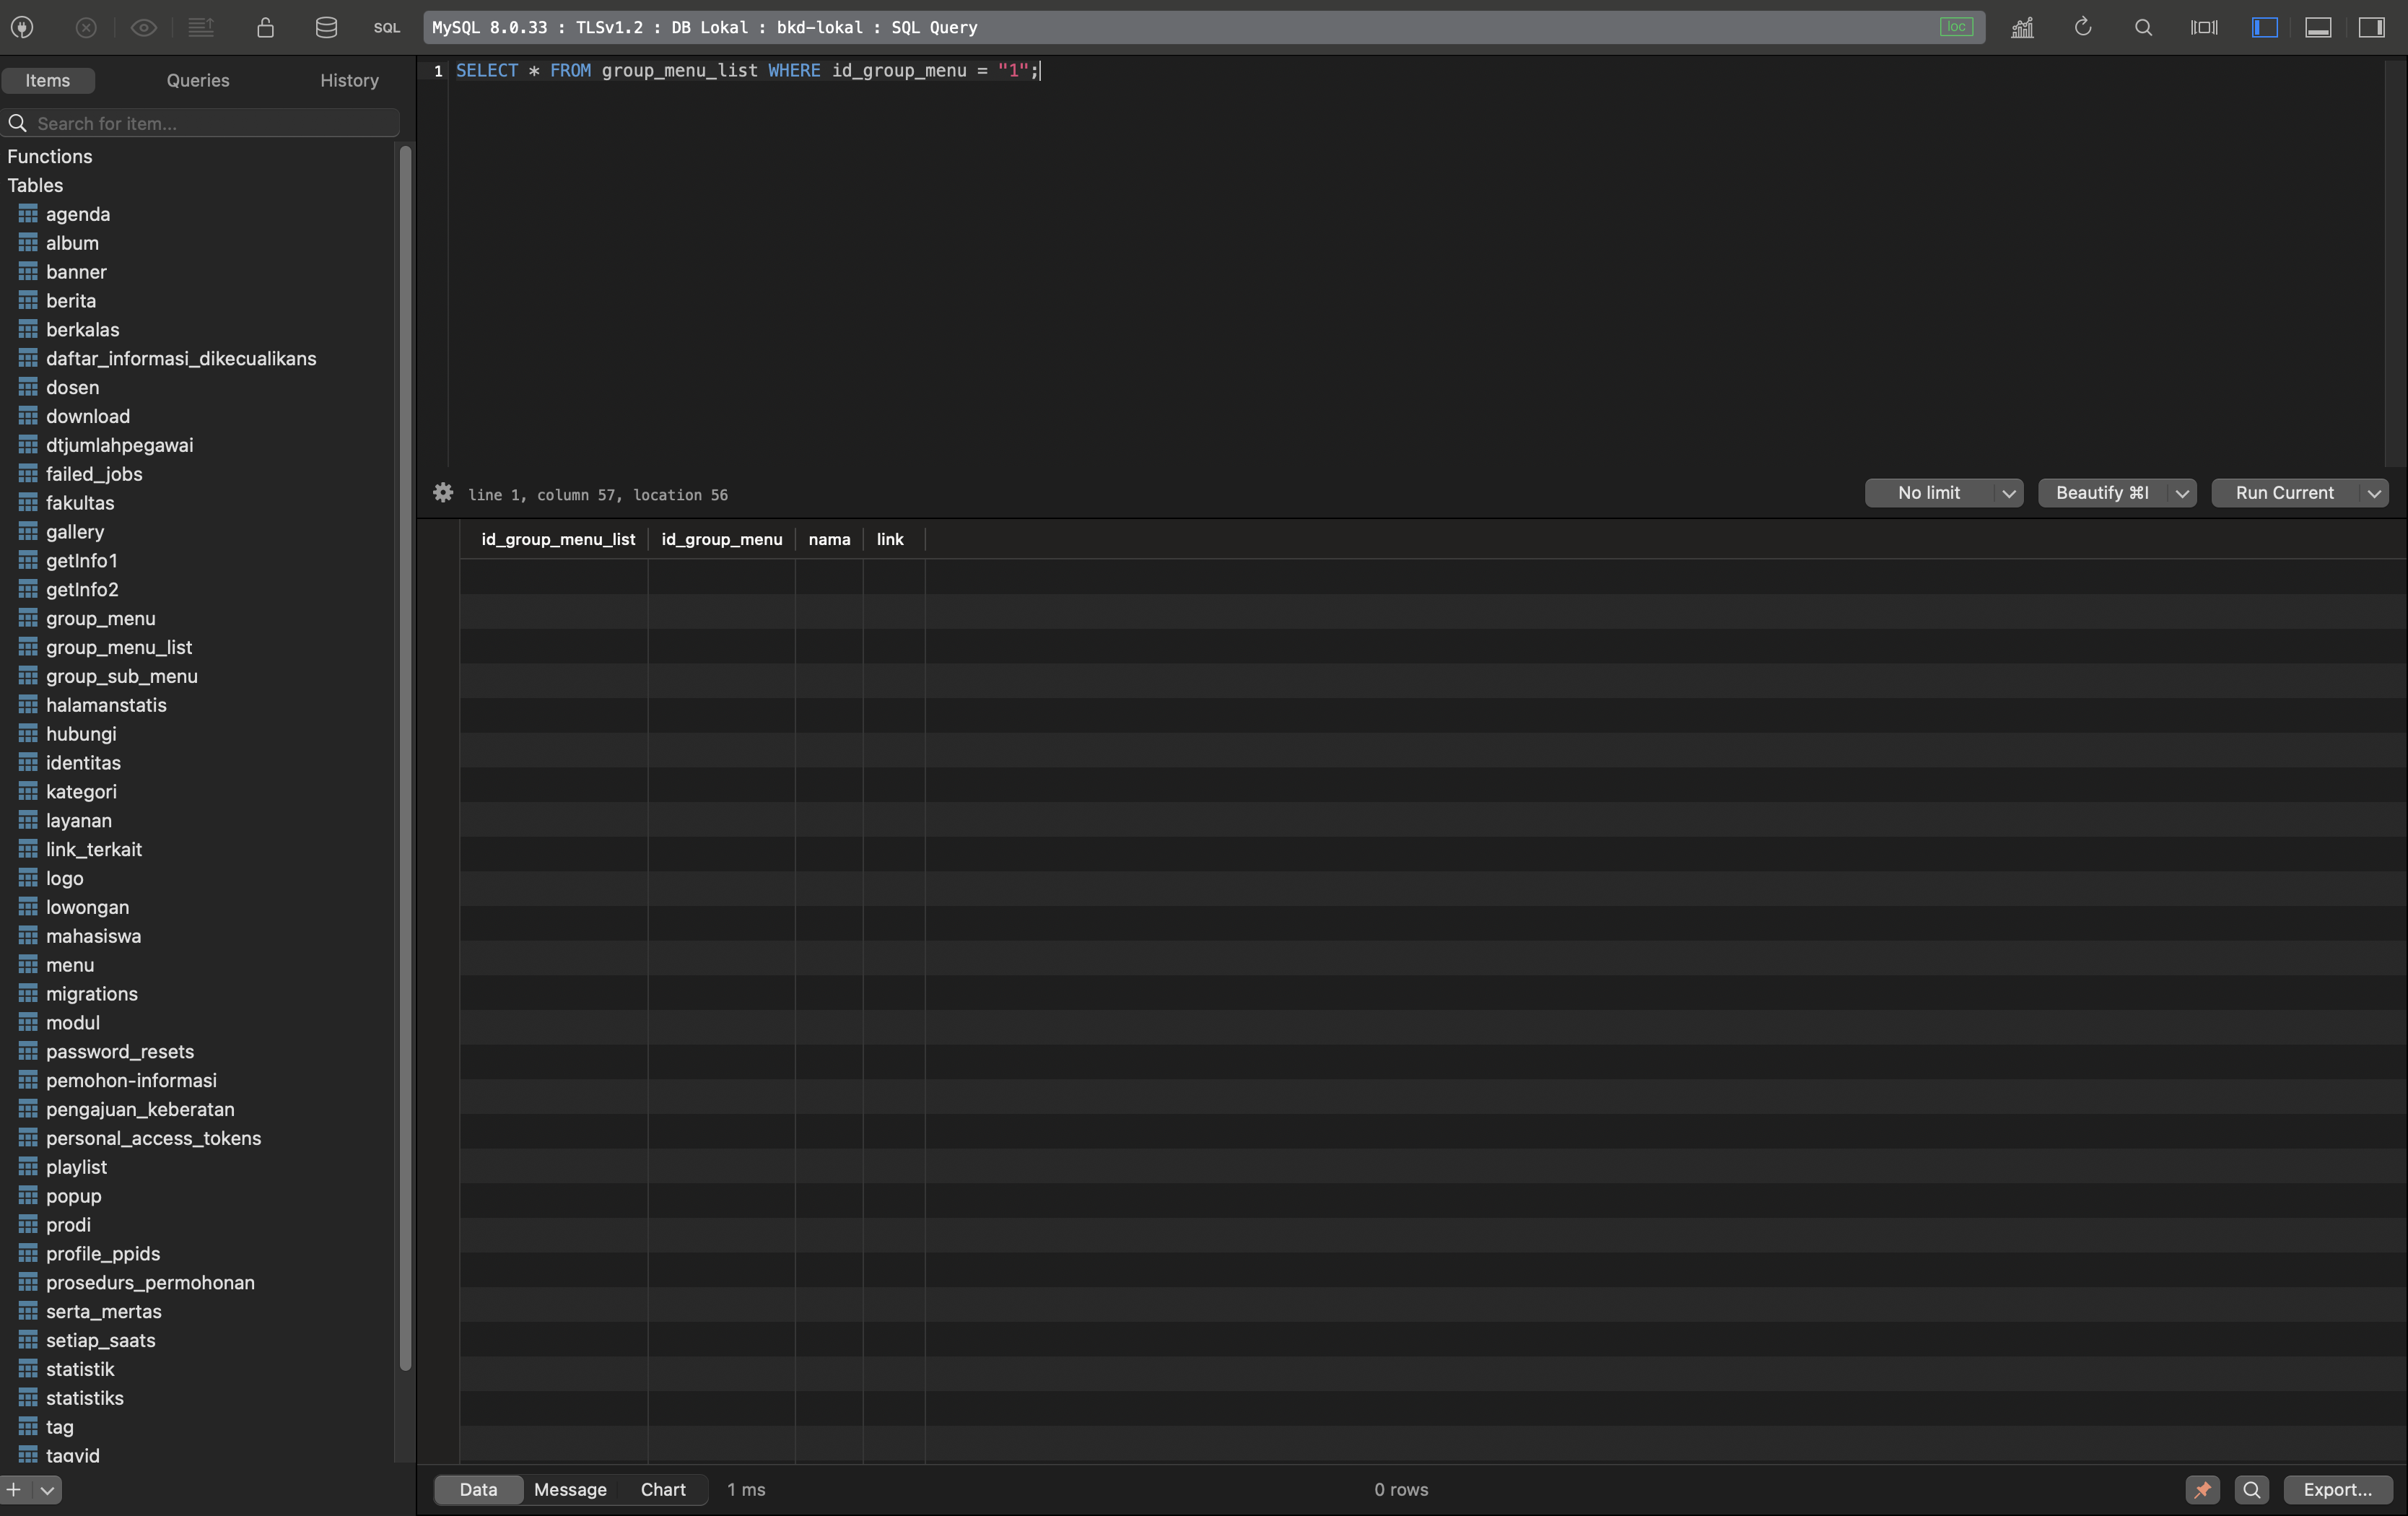 SQL
MySQL 8.0.33 : TLSv1.2 : DB Lokal : bkd-lokal : SQL Query
loc
Items
Queries
History
Search for item...
Functions
Tables
agenda
album
banner
berita
berkalas
daftar_informasi_dikecualikans
dosen
download
dtjumlahpegawai
failed_jobs
fakultas
gallery
getInfo1
getInfo2
group_menu
group_menu_list
group_sub_menu
halamanstatis
hubungi
identitas
kategori
layanan
link_terkait
logo
lowongan
mahasiswa
menu
migrations
modul
password_resets
pemohon-informasi
pengajuan_keberatan
personal_access_tokens
playlist
popup
prodi
profile_ppids
prosedurs_permohonan
serta_mertas
setiap_saats
statistik
statistiks
tag
tagvid
1 SELECT * FROM group_menu_list WHERE id_group_menu = "1";
line 1, column 57, location 56
No limit
Beautify ⌘I
Run Current
id_group_menu_list id_group_menu nama link
Data
Message
Chart
1 ms
0 rows
Export...